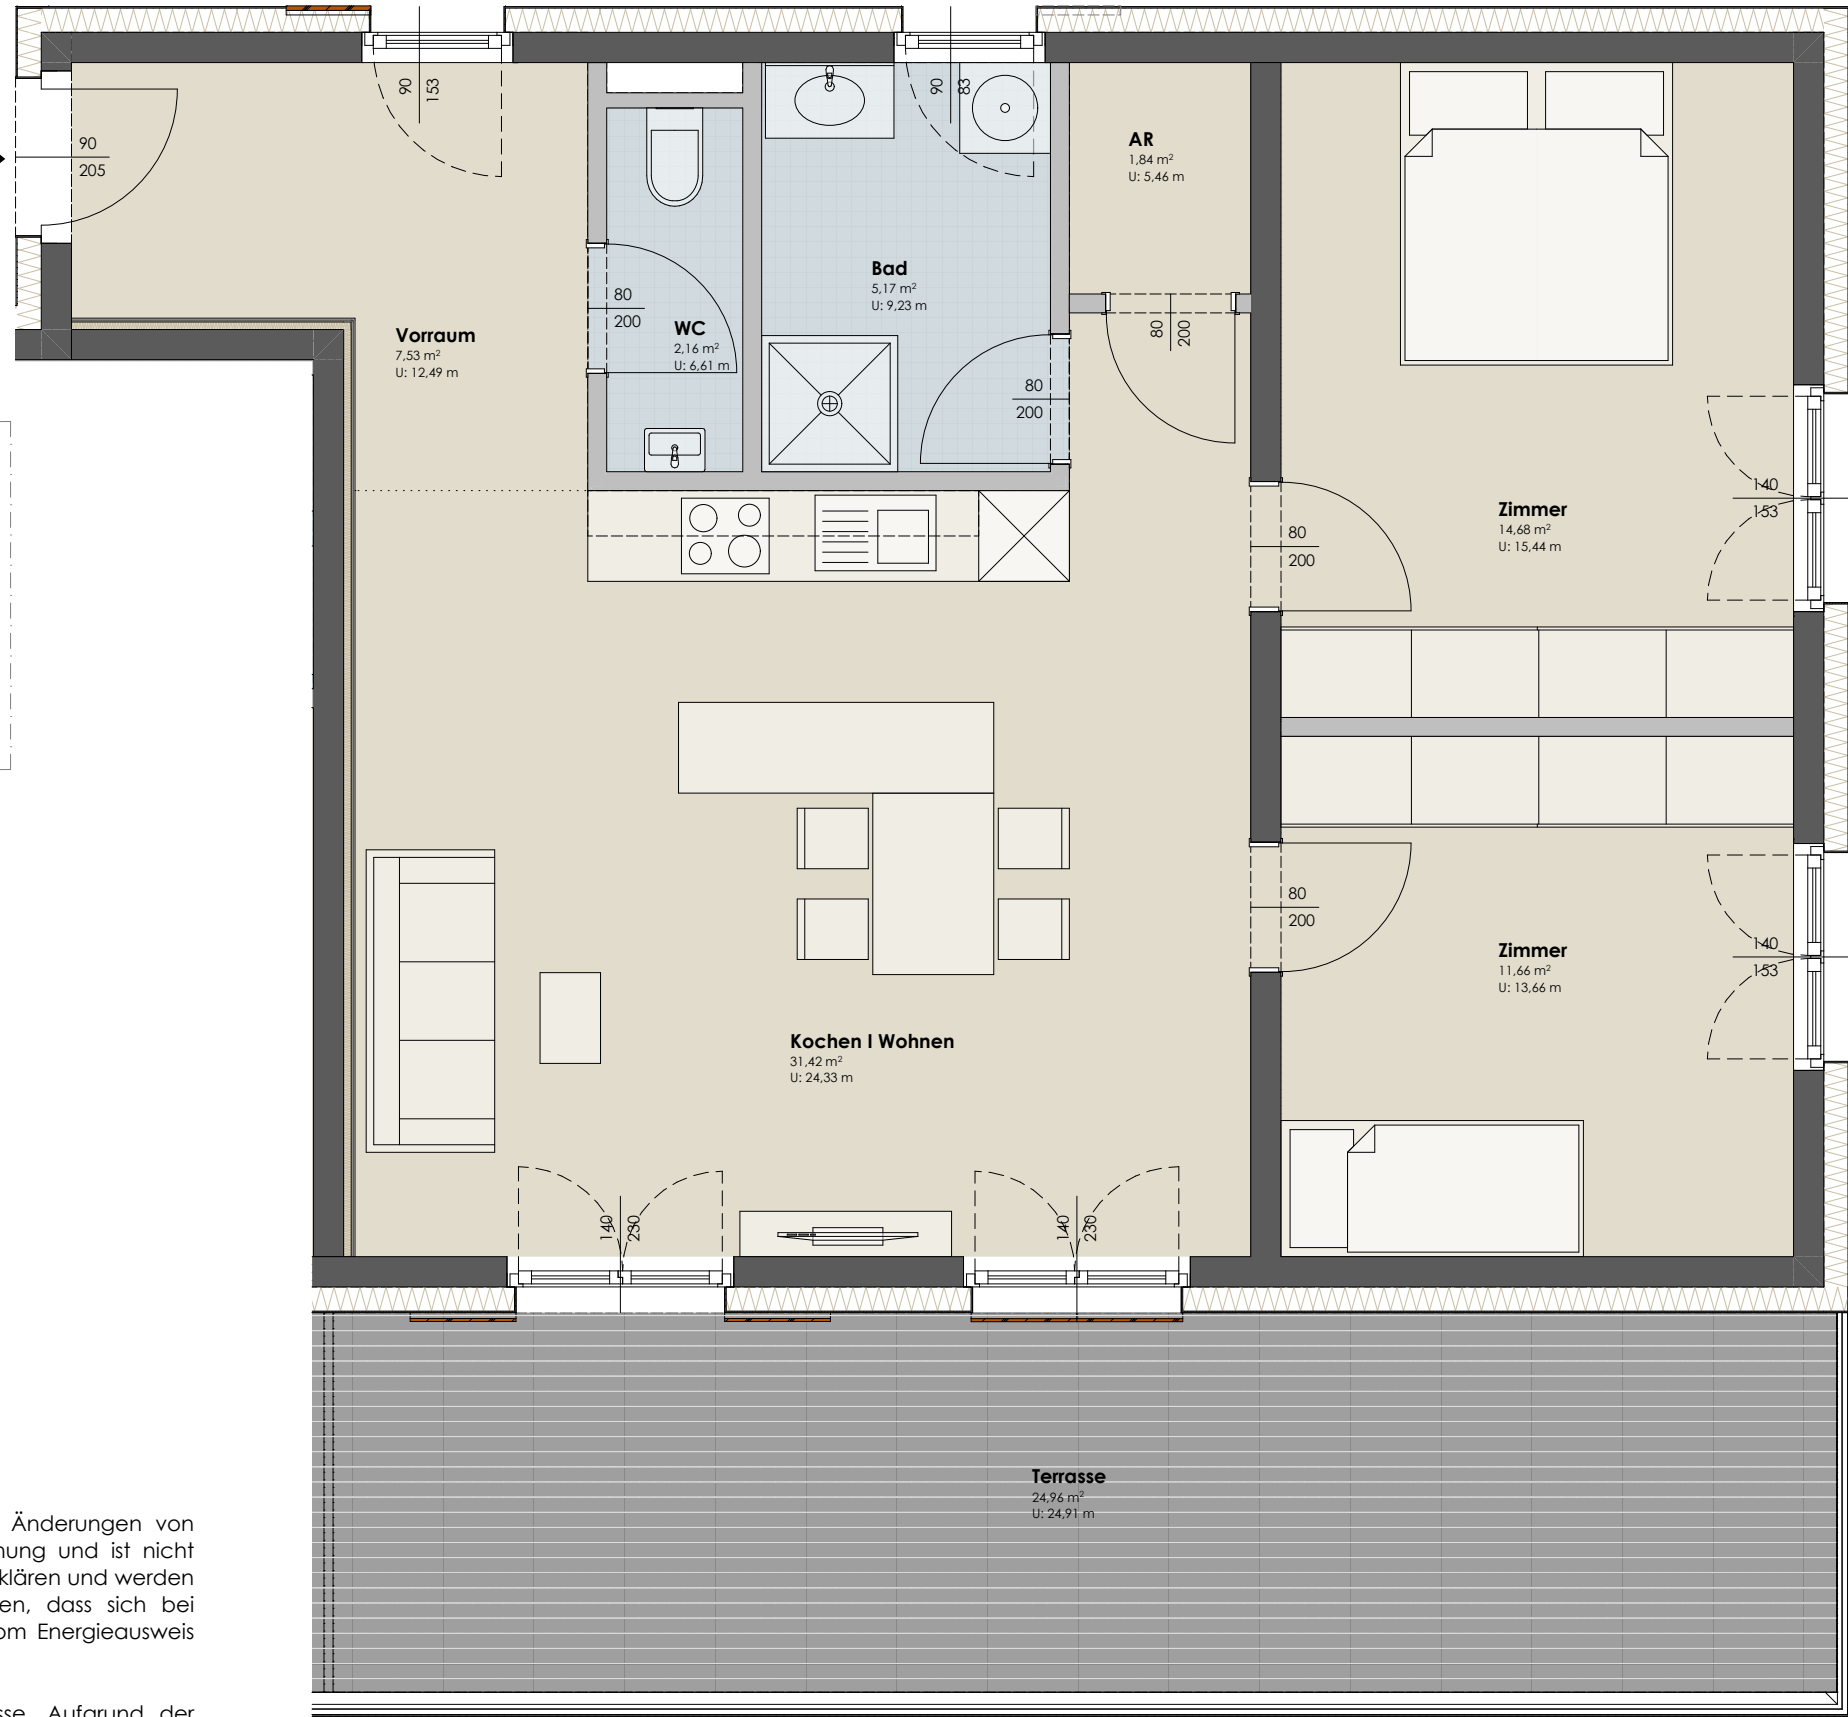 90
153
90
83
90
205
AR
1,84 m²
U: 5,46 m
Bad
5,17 m²
U: 9,23 m
80
200
WC
2,16 m²
U: 6,61 m
Vorraum
7,53 m²
U: 12,49 m
80
200
80
200
140
153
Zimmer
14,68 m²
U: 15,44 m
80
200
80
200
140
153
Zimmer
11,66 m²
U: 13,66 m
Kochen I Wohnen
31,42 m²
U: 24,33 m
140
230
140
230
Terrasse
24,96 m²
U: 24,91 m
Änderungen von
nung und ist nicht
klären und werden
en, dass sich bei
om Energieausweis
sse. Aufgrund der